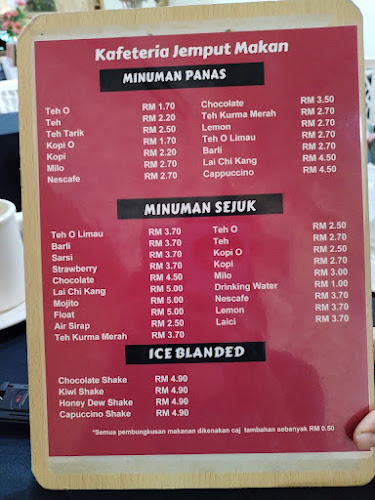 Kafeteria Jemput Makan
MINUMAN PANAS
Teh O RM 1.70
Teh RM 2.20
Teh Tarik RM 2.50
Kopi O RM 1.70
Kopi RM 2.20
Milo RM 2.70
Nescafe RM 2.70
Chocolate RM 3.50
Teh Kurma Merah RM 2.70
Lemon RM 2.70
Teh O Limau RM 2.70
Barli RM 2.70
Lai Chi Kang RM 4.50
Cappuccino RM 4.50
MINUMAN SEJUK
Teh O Limau RM 3.70
Barli RM 3.70
Sarsi RM 3.70
Strawberry RM 3.70
Chocolate RM 4.50
Lai Chi Kang RM 5.00
Mojito RM 5.00
Float RM 5.00
Air Sirap RM 2.50
Teh Kurma Merah RM 3.70
Teh O RM 2.50
Teh RM 2.70
Kopi O RM 2.50
Kopi RM 2.70
Milo RM 3.00
Drinking Water RM 1.00
Nescafe RM 3.70
Lemon RM 3.70
Laici RM 3.70
ICE BLANDED
Chocolate Shake RM 4.90
Kiwi Shake RM 4.90
Honey Dew Shake RM 4.90
Capuccino Shake RM 4.90
*Semua pembungkusan makanan dikenakan caj tambahan sebenyak RM 0.50